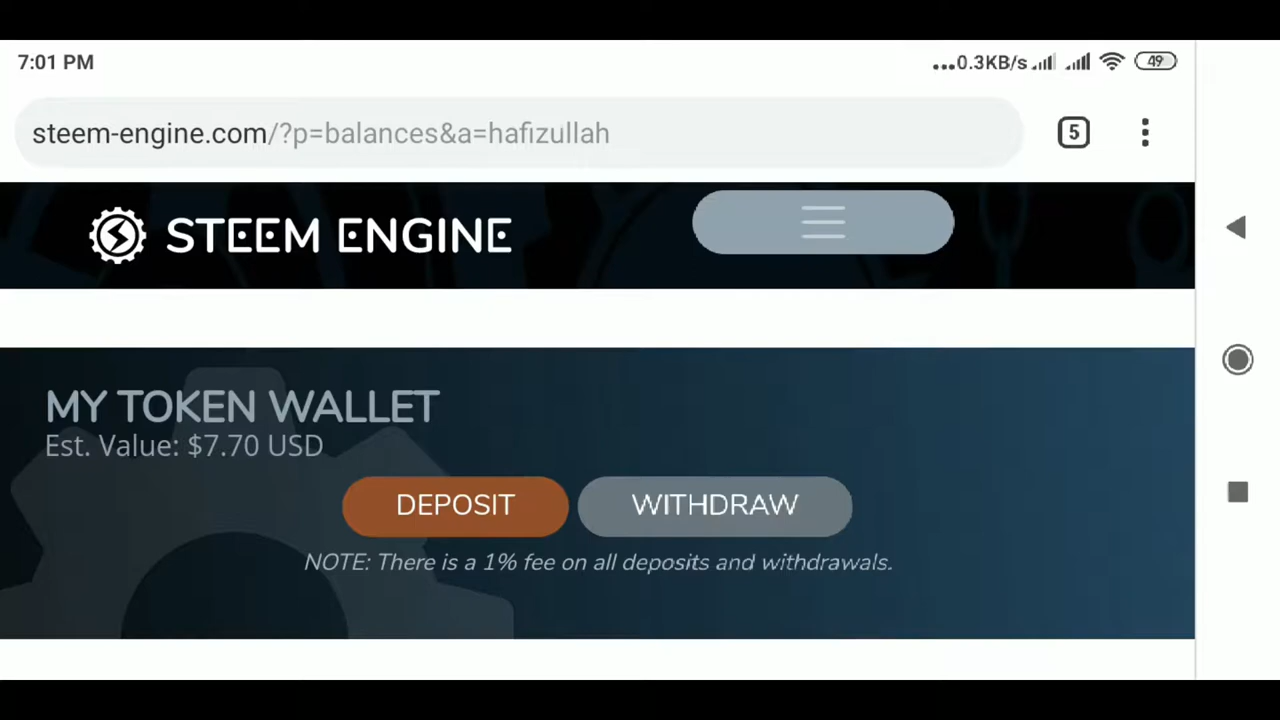 7:01 PM
...0.3KB/s
49
steem-engine.com/?p=balances&a=hafizullah
5
STEEM ENGINE
MY TOKEN WALLET
Est. Value: $7.70 USD
DEPOSIT
WITHDRAW
NOTE: There is a 1% fee on all deposits and withdrawals.